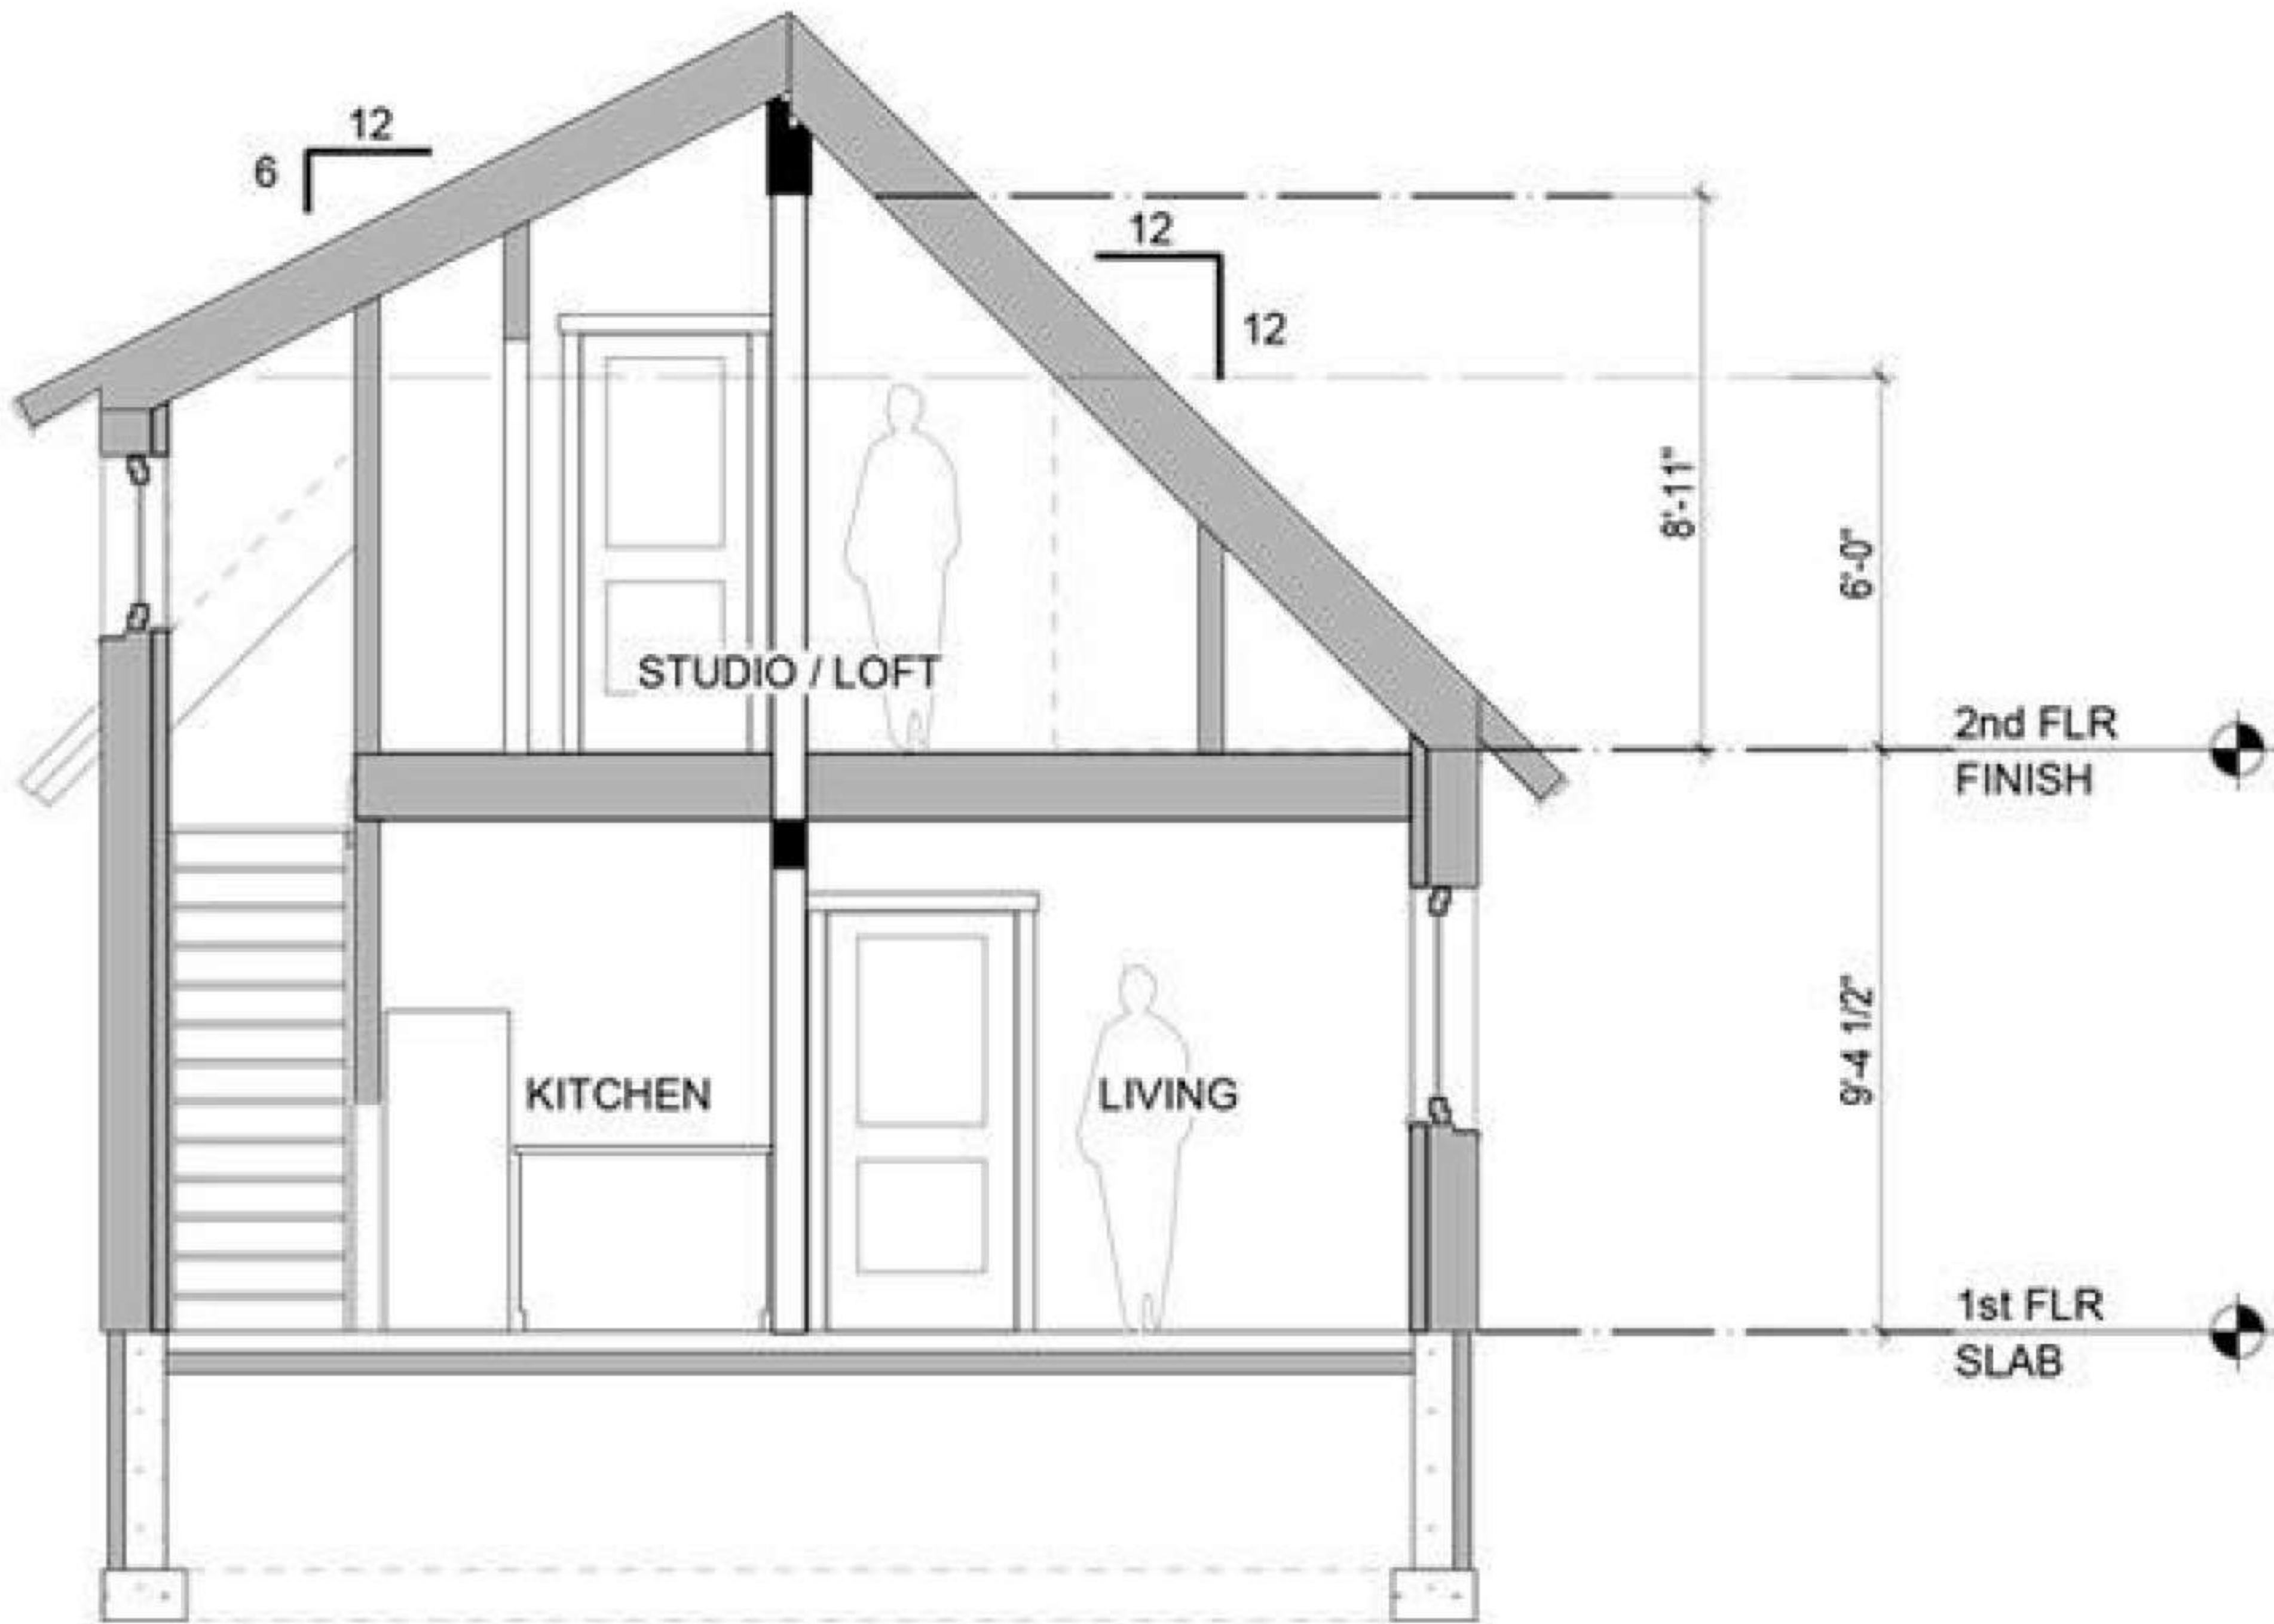 12
6
12
12
8'-11"
6'-0"
STUDIO / LOFT
2nd FLR
FINISH
9'-4 1/2"
KITCHEN
LIVING
1st FLR
SLAB